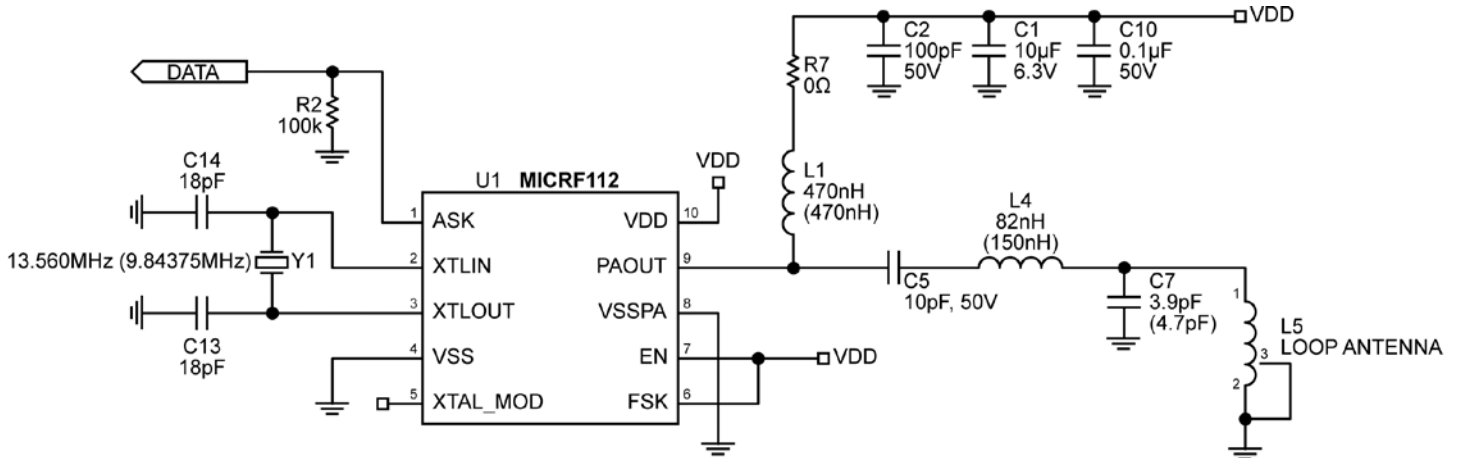 VDD
C2
100pF
50V
C1
10µF
6.3V
C10
0.1µF
50V
R7
0Ω
DATA
R2
100k
C14
18pF
VDD
L1
470nH
(470nH)
U1 MICRF112
1 ASK
VDD 10
L4
82nH
(150nH)
13.560MHz (9.84375MHz) Y1
2 XTLIN
PAOUT 9
C5
10pF, 50V
C7
3.9pF
(4.7pF)
3 XTLOUT
VSSPA 8
1
L5
LOOP ANTENNA
3
2
C13
18pF
4 VSS
EN 7
VDD
5 XTAL_MOD
FSK 6